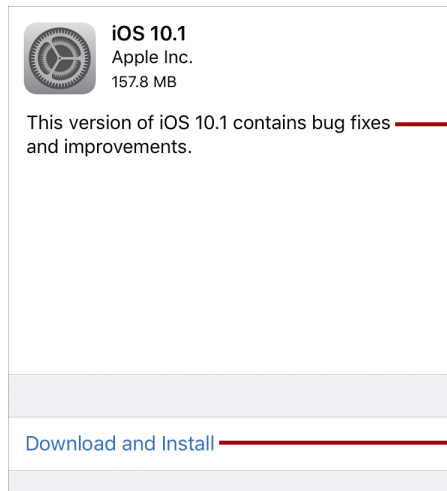 iOS 10.1
Apple Inc.
157.8 MB
This version of iOS 10.1 contains bug fixes
and improvements.
Download and Install